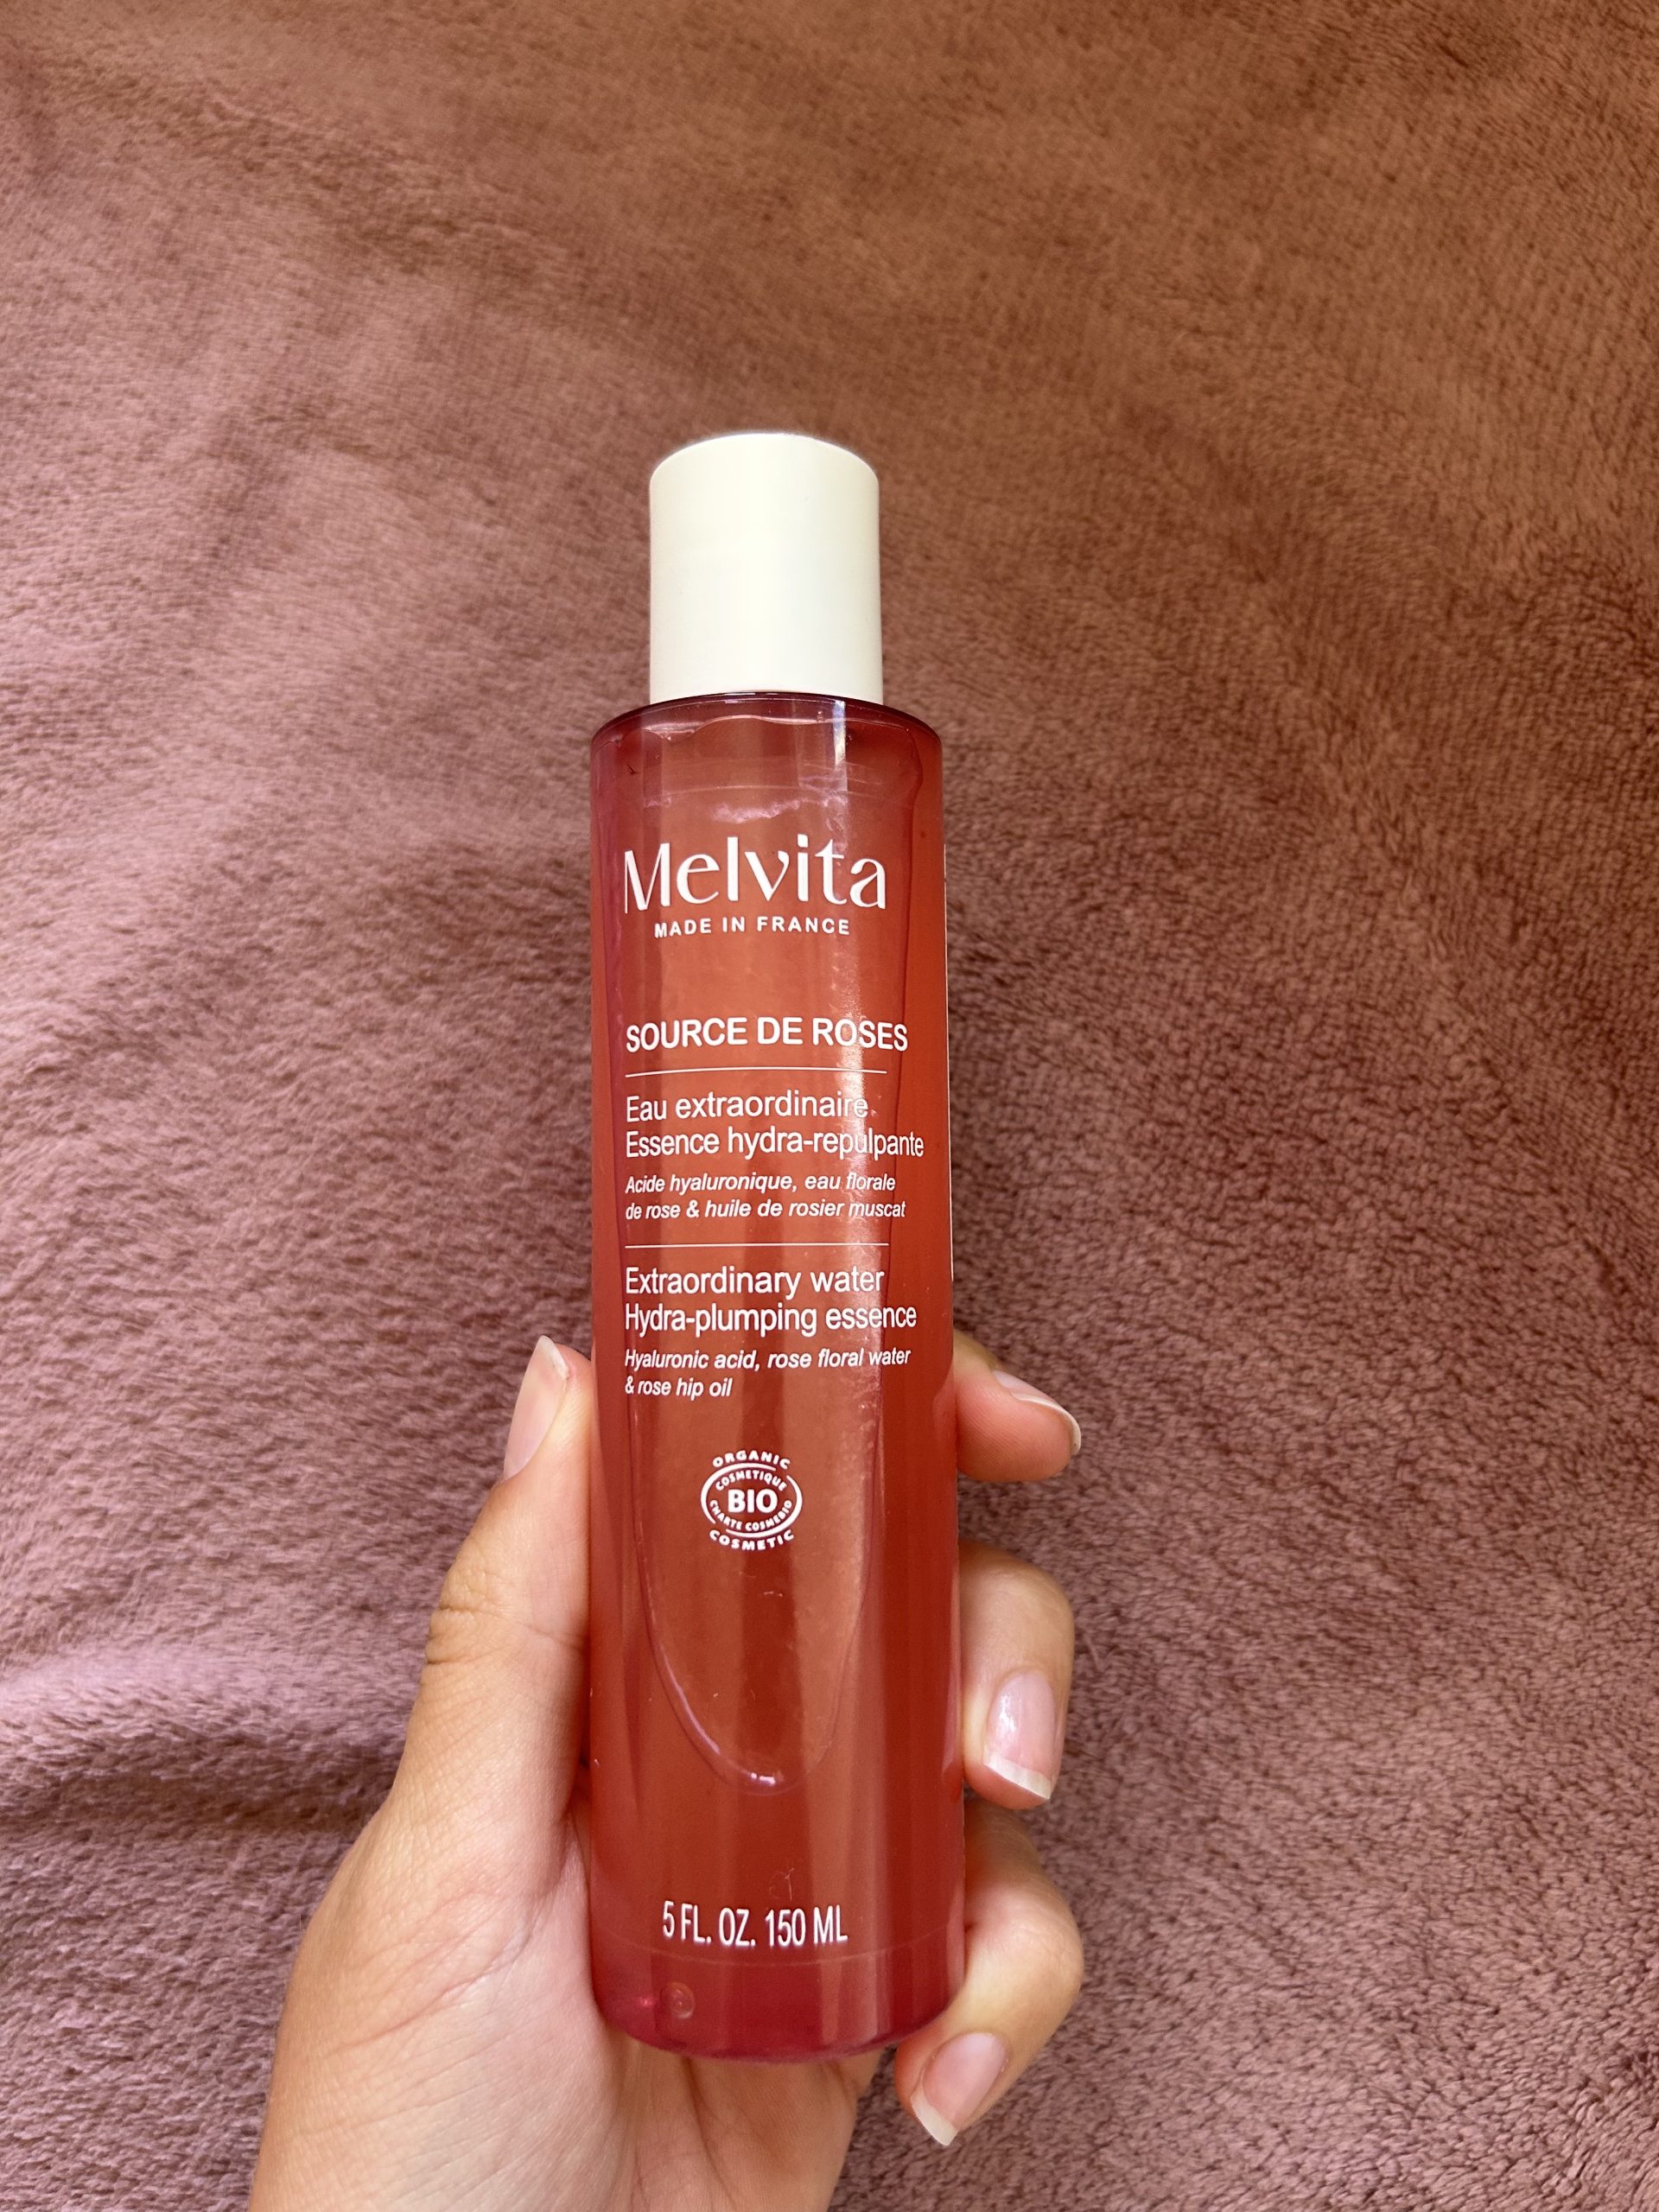 Melvita
MADE IN FRANCE
SOURCE DE ROSES
Eau extraordinaire
Essence hydra-repulpante
Acide hyaluronique, eau florale
de rose & huile de rosier muscat
Extraordinary water
Hydra-plumping essence
Hyaluronic acid, rose floral water
& rose hip oil
ORGANIC
COSMETIQUE
BIO
CHARTE COSMEBIO
COSMETIC
5 FL. OZ. 150 ML